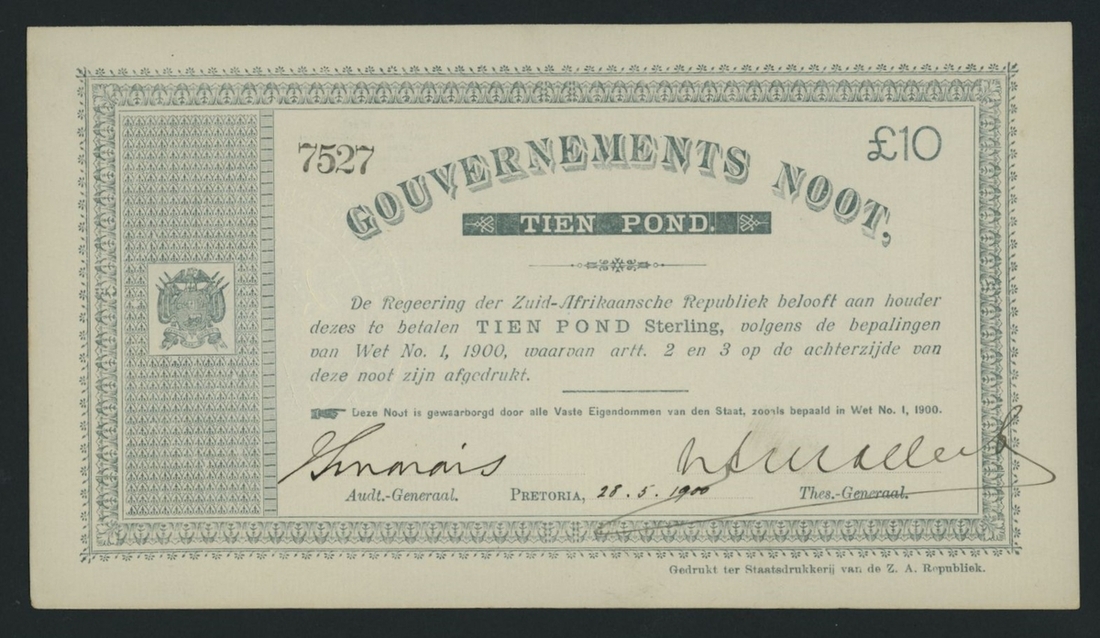 7527
£10
GOUVERNEMENTS NOOT,
TIEN POND.
De Regeering der Zuid-Afrikaansche Republiek belooft aan houder
dezes te betalen TIEN POND Sterling, volgens de bepalingen
van Wet No. 1, 1900, waarvan artt. 2 en 3 op de achterzijde van
deze noot zijn afgedrukt.
Deze Noot is gewaarborgd door alle Vaste Eigendommen van den Staat, zooals bepaald in Wet No. 1, 1900.
Audt.-Generaal. PRETORIA, 28.5.1900 Thes.-Generaal.
Gedrukt ter Staatsdrukkerij van de Z. A. Republiek.